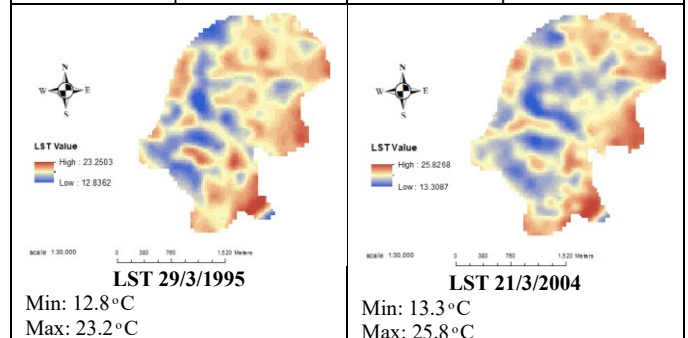 N
W E
S
LST Value
High : 23.2503
Low : 12.8362
scale 1:30,000
0 380 760 1,520 Meters
LST 29/3/1995
Min: 12.8°C
Max: 23.2°C
N
W E
S
LST Value
High : 25.8268
Low : 13.3087
scale 1:30,000
0 380 760 1,520 Meters
LST 21/3/2004
Min: 13.3°C
Max: 25.8°C